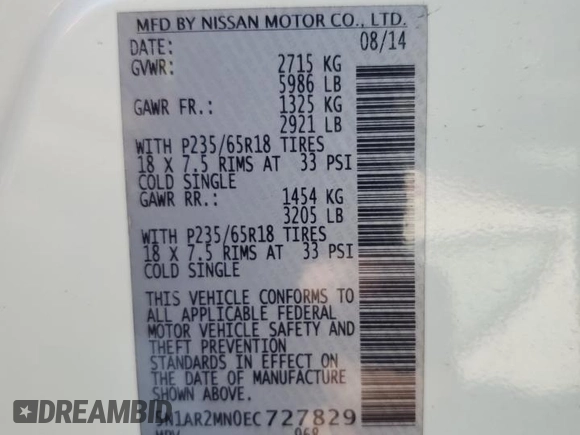 MFD BY NISSAN MOTOR CO., LTD.
DATE: 08/14
GVWR: 2715 KG
5986 LB
GAWR FR.: 1325 KG
2921 LB
WITH P235/65R18 TIRES
18 X 7.5 RIMS AT 33 PSI
COLD SINGLE
GAWR RR.: 1454 KG
3205 LB
WITH P235/65R18 TIRES
18 X 7.5 RIMS AT 33 PSI
COLD SINGLE
THIS VEHICLE CONFORMS TO
ALL APPLICABLE FEDERAL
MOTOR VEHICLE SAFETY AND
THEFT PREVENTION
STANDARDS IN EFFECT ON
THE DATE OF MANUFACTURE
SHOWN ABOVE.
5N1AR2MN0EC727829
DREAMBID